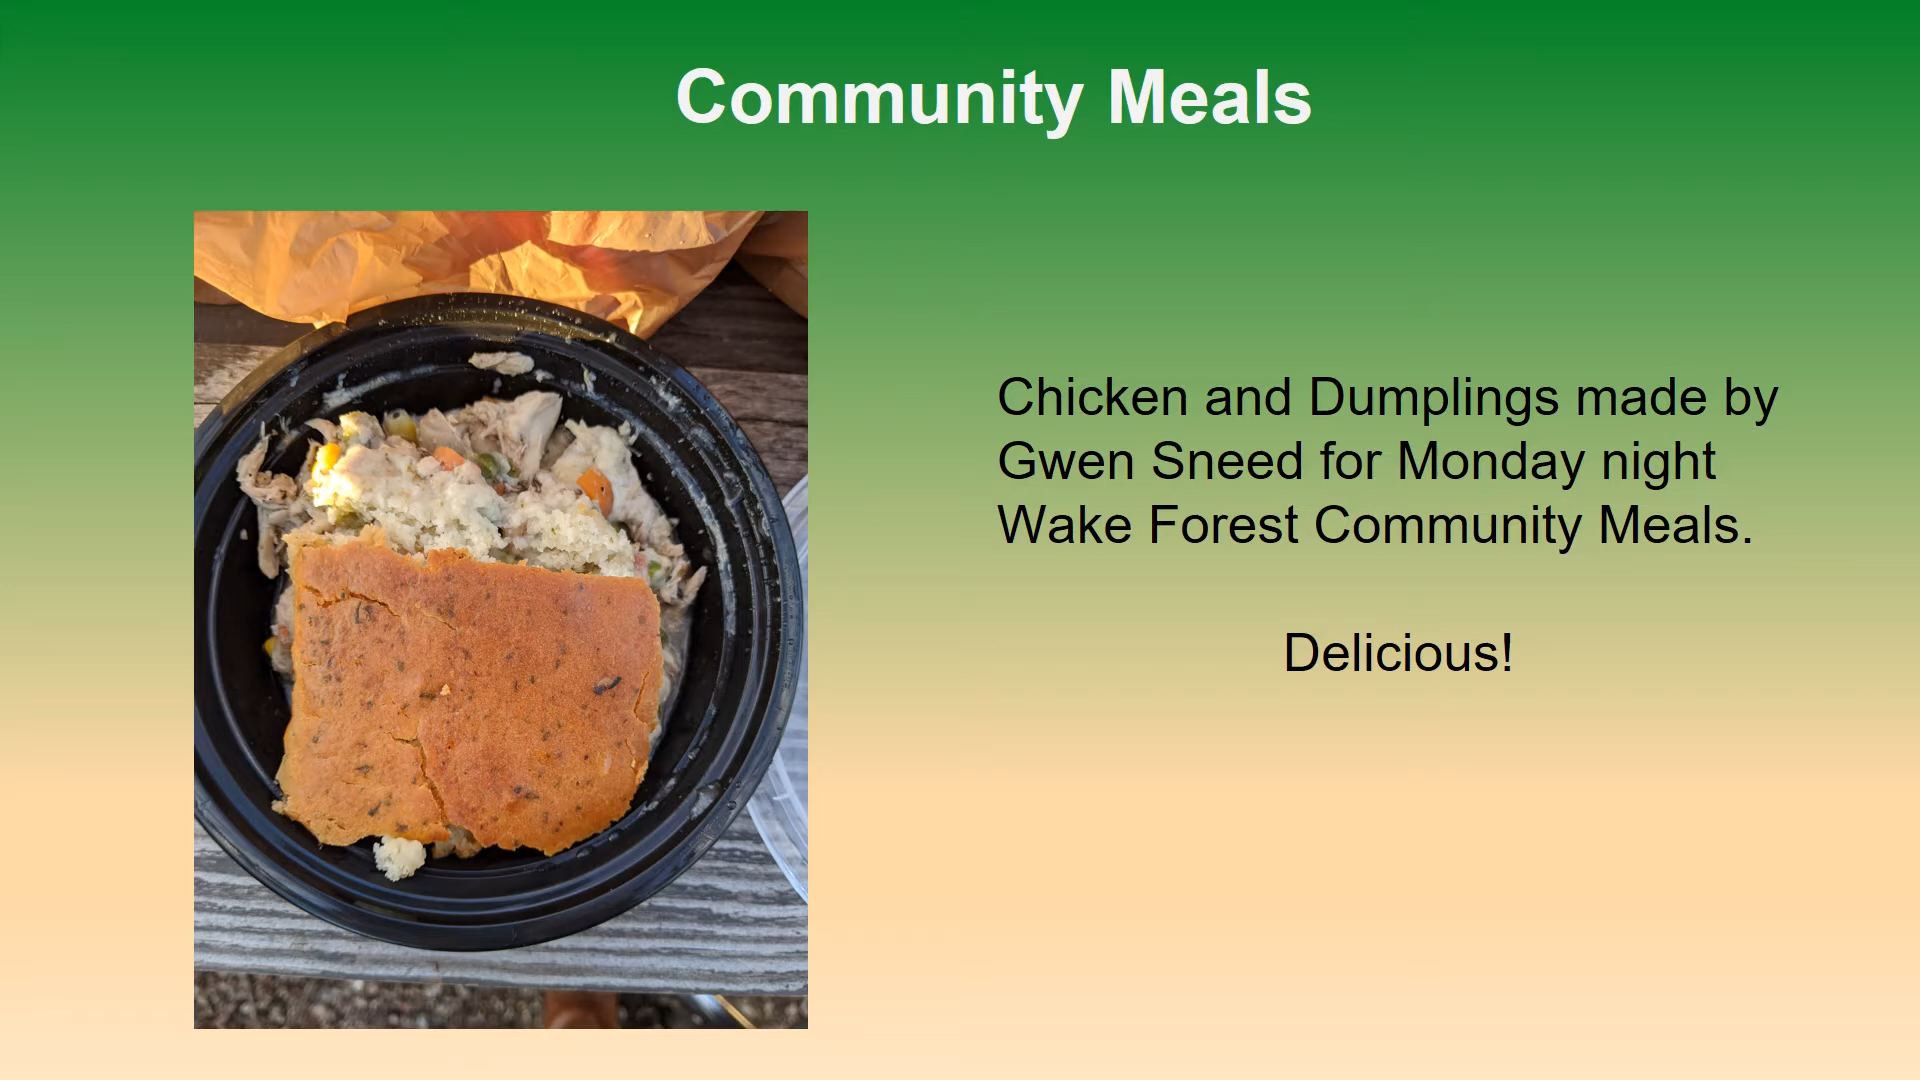 Community Meals
Chicken and Dumplings made by
Gwen Sneed for Monday night
Wake Forest Community Meals.
Delicious!